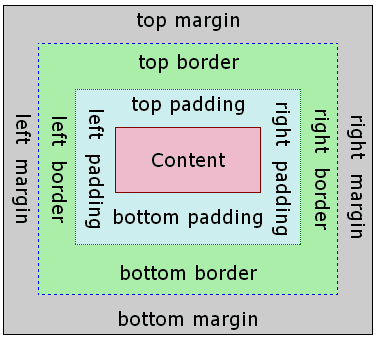 top margin
top border
top padding
left margin
left border
left padding
Content
right padding
right border
right margin
bottom padding
bottom border
bottom margin